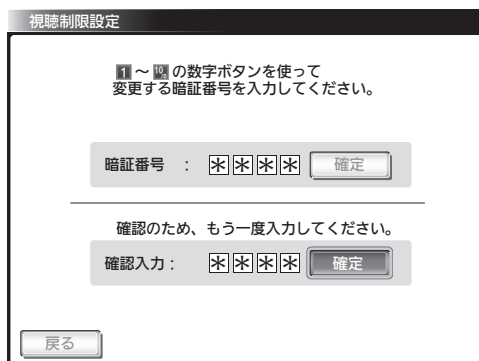 視聴制限設定
1～10の数字ボタンを使って
変更する暗証番号を入力してください。
暗証番号 : ＊＊＊＊ 確定
確認のため、もう一度入力してください。
確認入力 : ＊＊＊＊ 確定
戻る